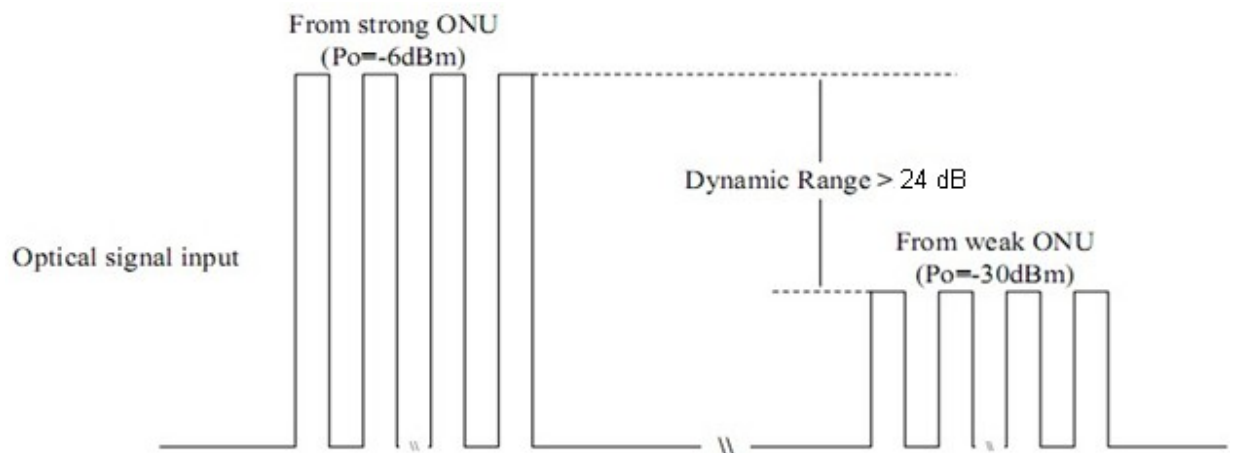 From strong ONU
(Po=-6dBm)
Dynamic Range > 24 dB
Optical signal input
From weak ONU
(Po=-30dBm)